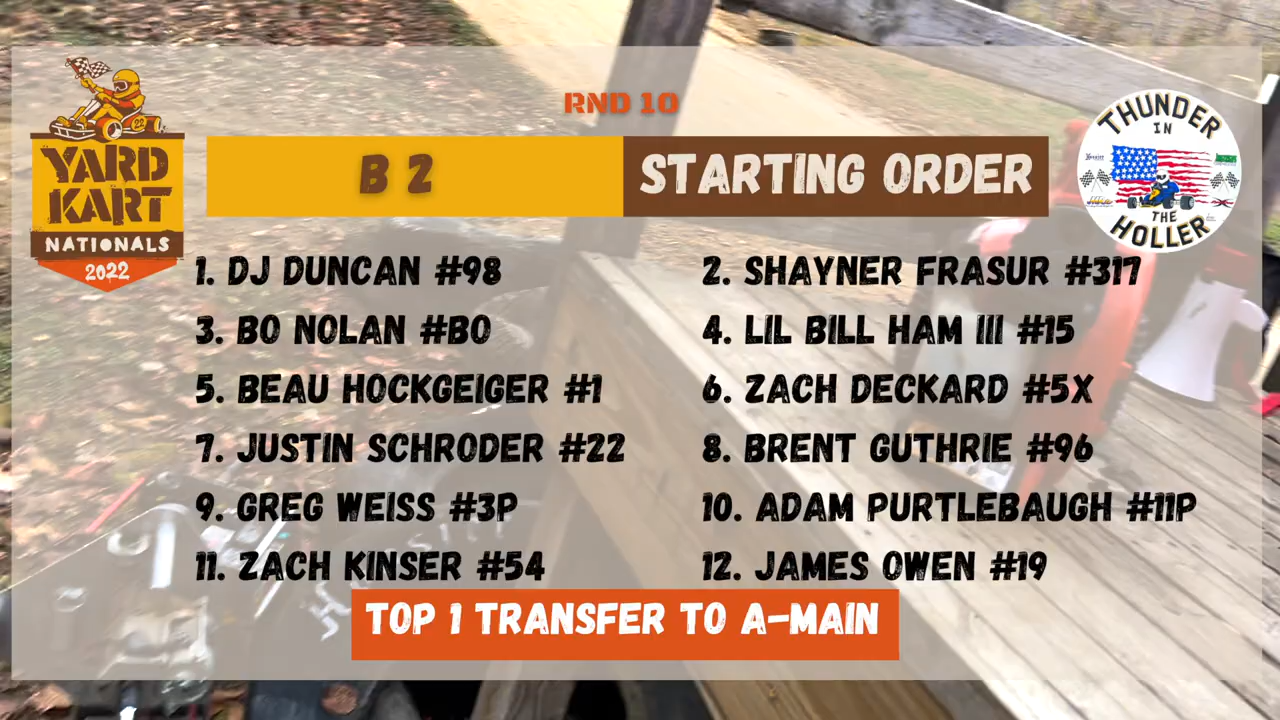 RND 10
B 2 STARTING ORDER
YARD
KART
NATIONALS
2022
THUNDER
IN
THE
HOLLER
1. DJ DUNCAN #98
2. SHAYNER FRASUR #317
3. BO NOLAN #BO
4. LIL BILL HAM III #15
5. BEAU HOCKGEIGER #1
6. ZACH DECKARD #5X
7. JUSTIN SCHRODER #22
8. BRENT GUTHRIE #96
9. GREG WEISS #3P
10. ADAM PURTLEBAUGH #11P
11. ZACH KINSER #54
12. JAMES OWEN #19
TOP 1 TRANSFER TO A-MAIN